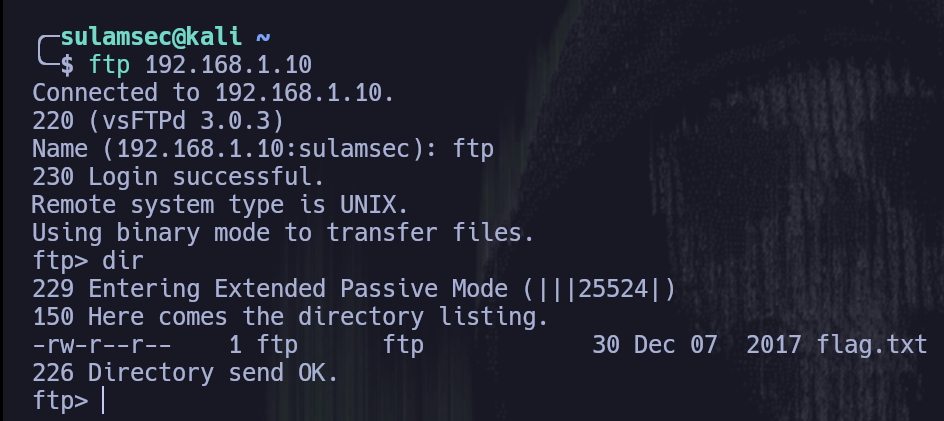 sulamsec@kali ~
$ ftp 192.168.1.10
Connected to 192.168.1.10.
220 (vsFTPd 3.0.3)
Name (192.168.1.10:sulamsec): ftp
230 Login successful.
Remote system type is UNIX.
Using binary mode to transfer files.
ftp> dir
229 Entering Extended Passive Mode (|||25524|)
150 Here comes the directory listing.
-rw-r--r--    1 ftp      ftp            30 Dec 07  2017 flag.txt
226 Directory send OK.
ftp>